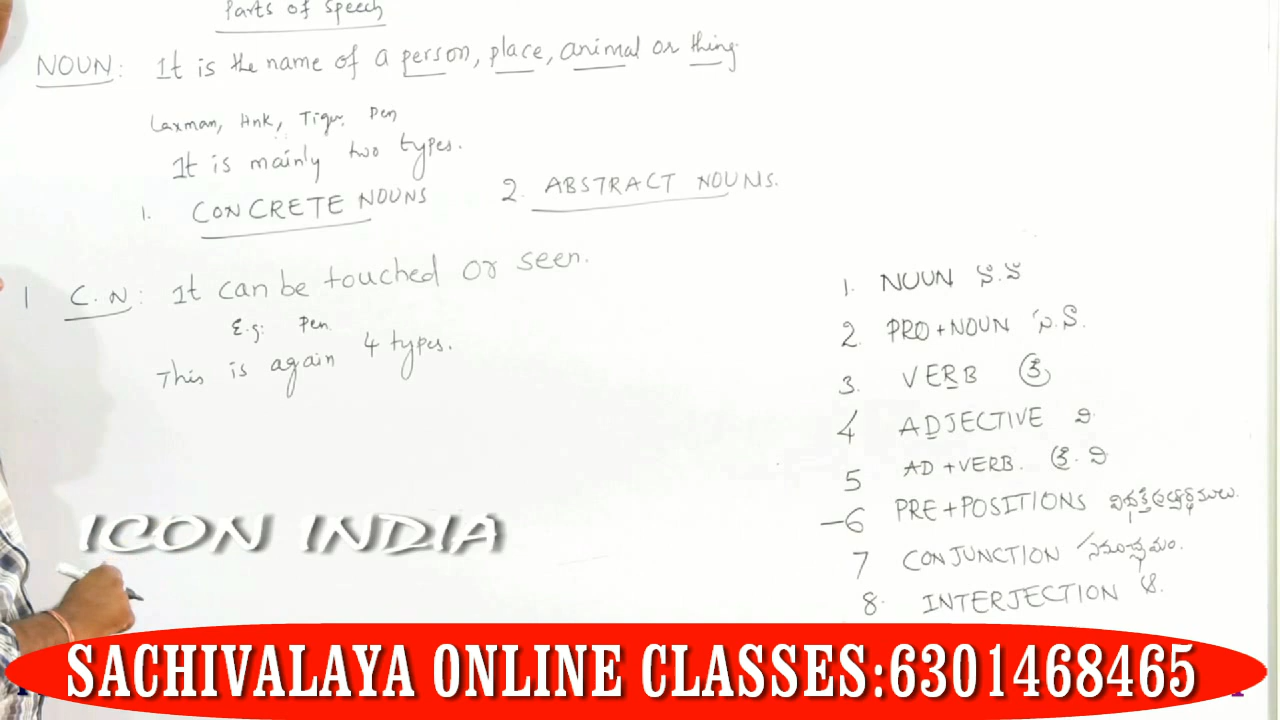 Parts of Speech
NOUN: It is the name of a person, place, animal or thing.
Laxman, Hnk, Tiger. Pen
It is mainly two types.
1. CONCRETE NOUNS 2. ABSTRACT NOUNS.
1 C.N: It can be touched or seen.
E.g: Pen.
This is again 4 types.
1. NOUN నా.వా
2. PRO+NOUN స.నా.
3. VERB క్రి
4 ADJECTIVE వి
5 AD+VERB. క్రి.వి
-6 PRE+POSITIONS
7 CONJUNCTION
8. INTERJECTION
ICON INDIA
SACHIVALAYA ONLINE CLASSES:6301468465